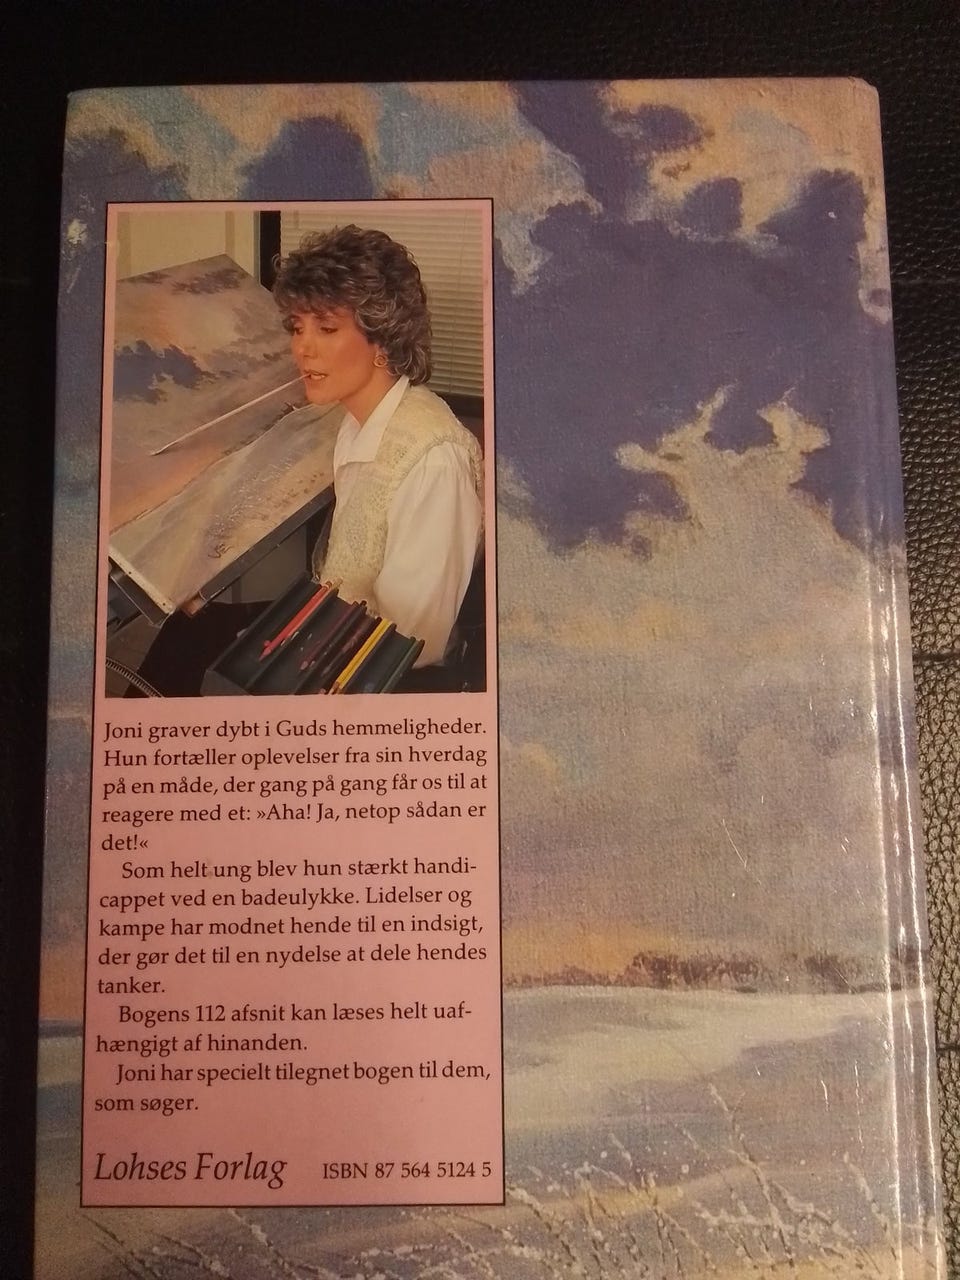 Joni graver dybt i Guds hemmeligheder.
Hun fortæller oplevelser fra sin hverdag
på en måde, der gang på gang får os til at
reagere med et: »Aha! Ja, netop sådan er
det!«
Som helt ung blev hun stærkt handi-
cappet ved en badeulykke. Lidelser og
kampe har modnet hende til en indsigt,
der gør det til en nydelse at dele hendes
tanker.
Bogens 112 afsnit kan læses helt uaf-
hængigt af hinanden.
Joni har specielt tilegnet bogen til dem,
som søger.
Lohses Forlag ISBN 87 564 5124 5